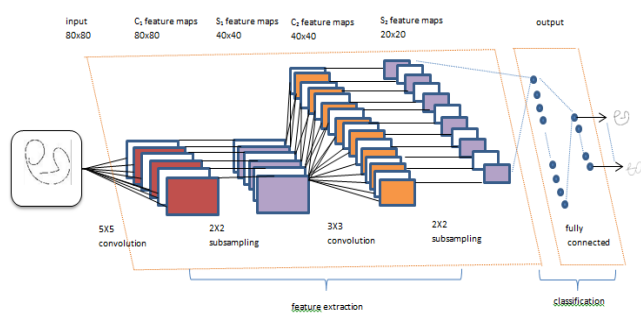 input
80x80
C₁ feature maps
80x80
S₁ feature maps
40x40
C₂ feature maps
40x40
S₂ feature maps
20x20
output
5X5
convolution
2X2
subsampling
3X3
convolution
2X2
subsampling
fully
connected
feature extraction
classification